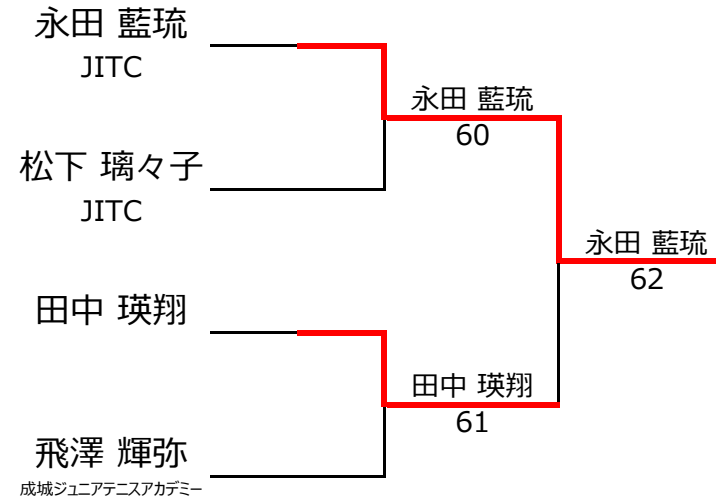 永田 藍琉
JITC
永田 藍琉
60
松下 璃々子
JITC
永田 藍琉
62
田中 瑛翔
田中 瑛翔
61
飛澤 輝弥
成城ジュニアテニスアカデミー